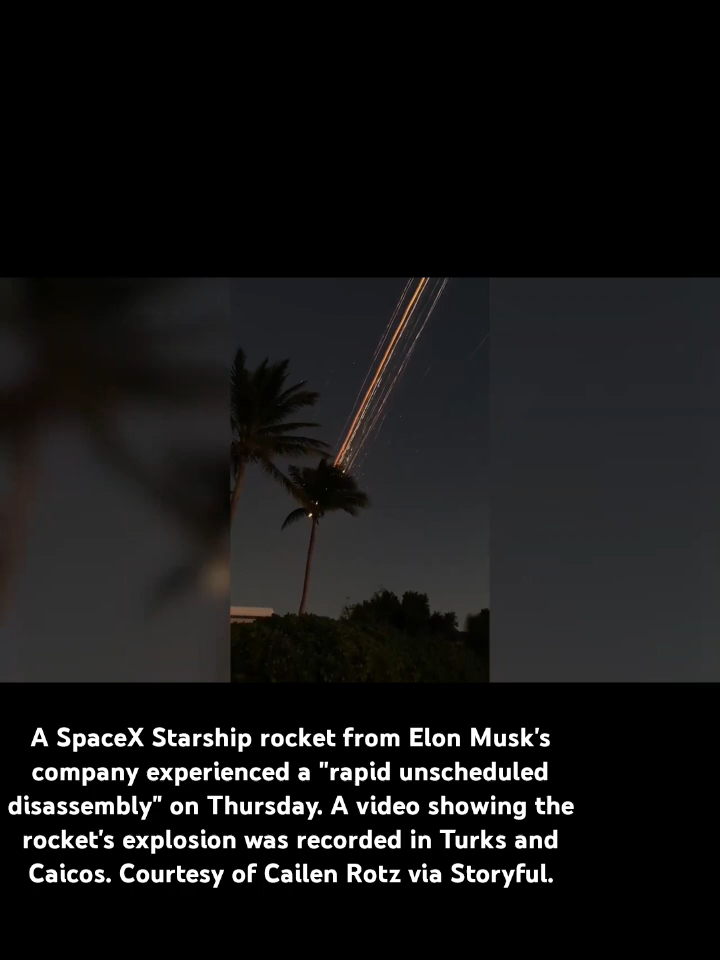 A SpaceX Starship rocket from Elon Musk's
company experienced a "rapid unscheduled
disassembly" on Thursday. A video showing the
rocket's explosion was recorded in Turks and
Caicos. Courtesy of Cailen Rotz via Storyful.